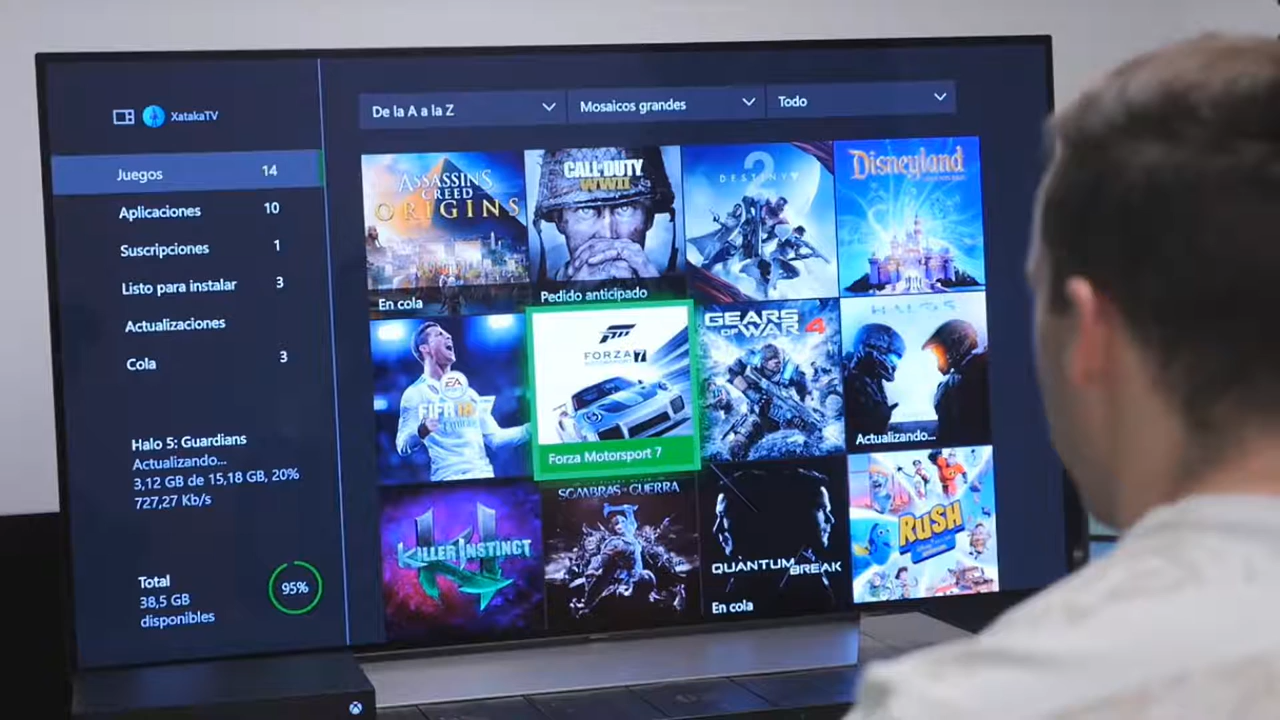 XatakaTV
De la A a la Z
Mosaicos grandes
Todo
Juegos 14
Aplicaciones 10
Suscripciones 1
Listo para instalar 3
Actualizaciones
Cola 3
Halo 5: Guardians
Actualizando...
3,12 GB de 15,18 GB, 20%
727,27 Kb/s
Total
38,5 GB
disponibles
95%
ASSASSIN'S
CREED
ORIGINS
En cola
CALL OF DUTY
WWII
Pedido anticipado
DESTINY 2
Disneyland
EA
FIFA 18
FORZA
MOTORSPORT 7
Forza Motorsport 7
GEARS
OF WAR 4
HALO 5
Actualizando...
KILLER INSTINCT
SOMBRAS DE GUERRA
QUANTUM BREAK
En cola
RUSH